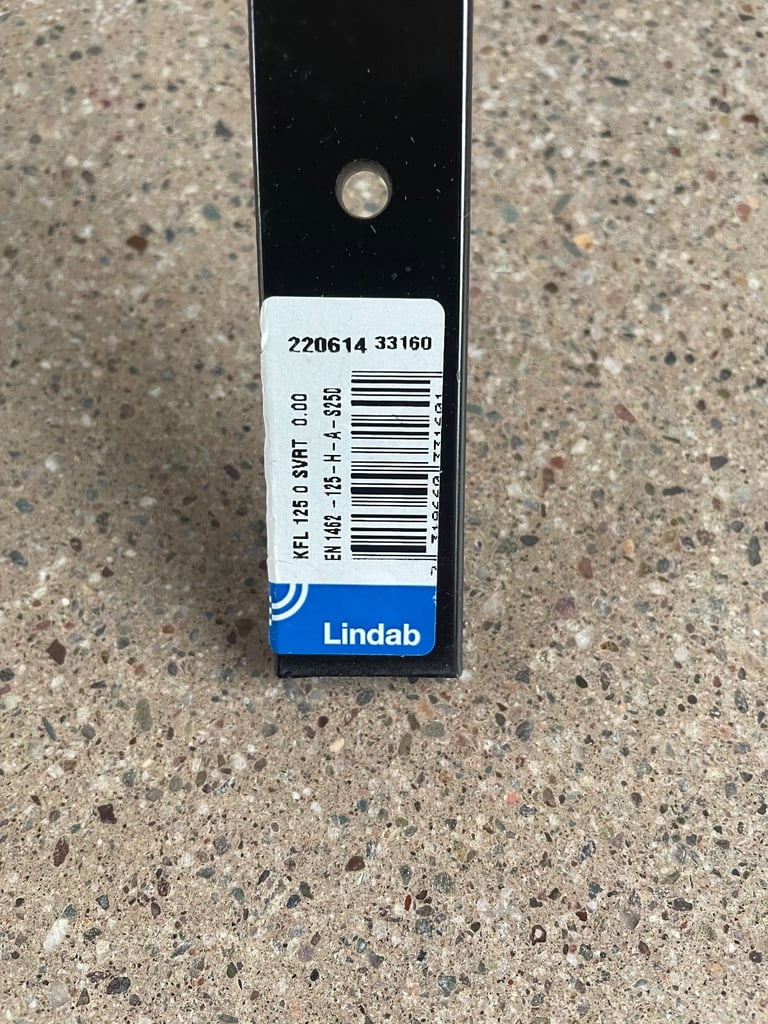 220614 33160
KFL 125 0 SVRT 0.00
EN 1462 -125-H-A-S250
Lindab